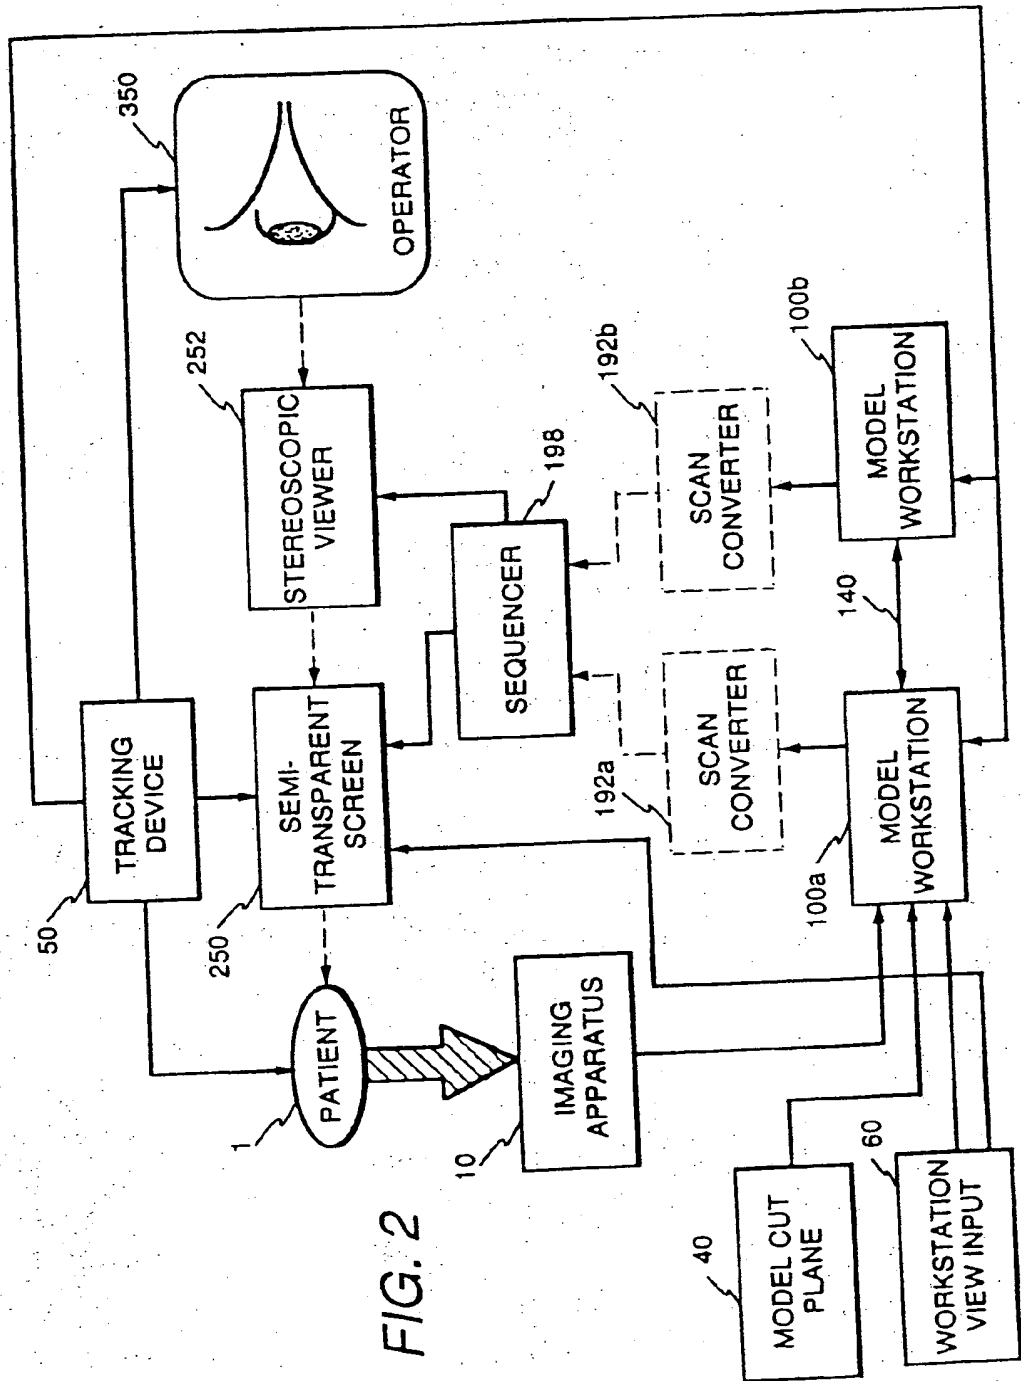 FIG. 2
50
TRACKING
DEVICE
350
OPERATOR
1
PATIENT
250
SEMI-
TRANSPARENT
SCREEN
252
STEREOSCOPIC
VIEWER
10
IMAGING
APPARATUS
SEQUENCER
198
192a
SCAN
CONVERTER
192b
SCAN
CONVERTER
40
MODEL CUT
PLANE
60
WORKSTATION
VIEW INPUT
100a
MODEL
WORKSTATION
140
100b
MODEL
WORKSTATION